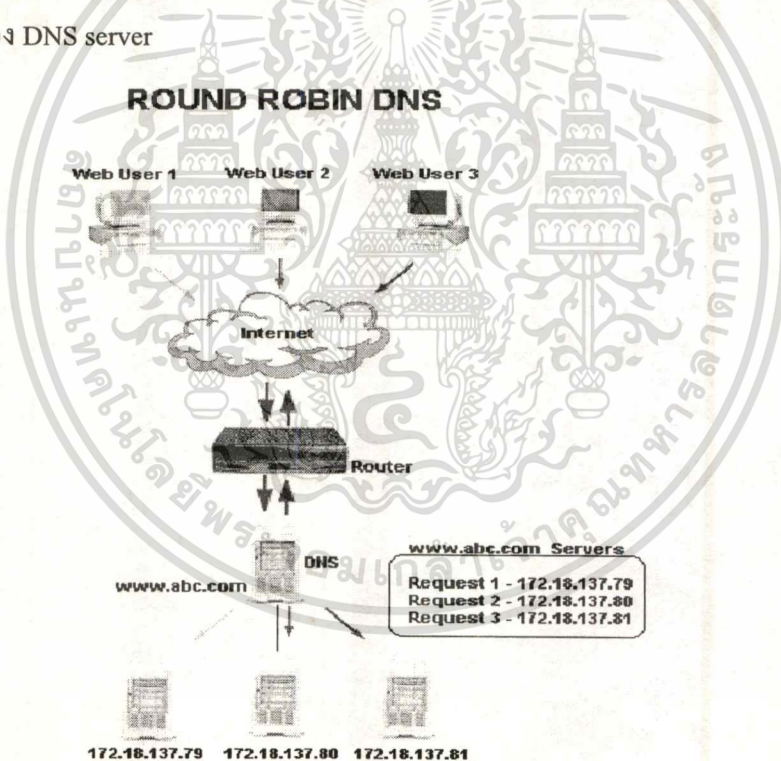 ง DNS server
ROUND ROBIN DNS
Web User 1 Web User 2 Web User 3
Internet
Router
DNS
www.abc.com
www.abc.com Servers
Request 1 - 172.18.137.79
Request 2 - 172.18.137.80
Request 3 - 172.18.137.81
172.18.137.79 172.18.137.80 172.18.137.81